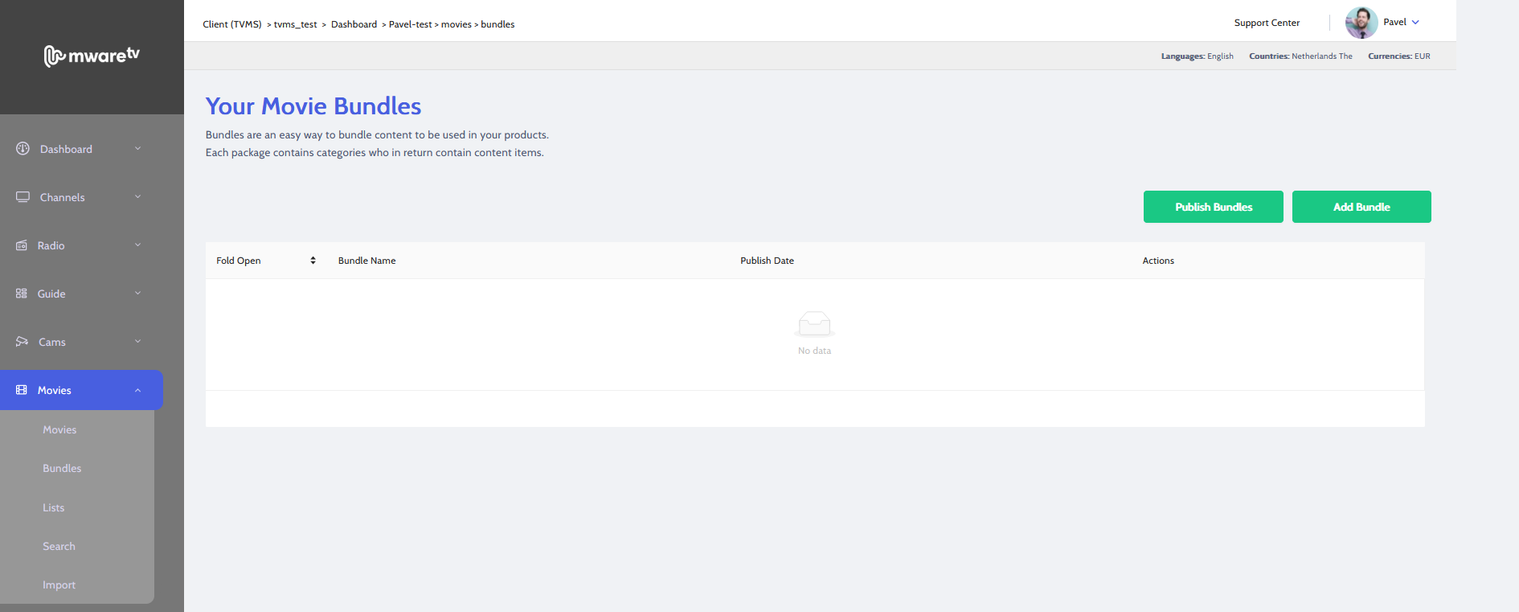 mwaretv
Client (TVMS) > tvms_test > Dashboard > Pavel-test > movies > bundles
Support Center
Pavel
Languages: English Countries: Netherlands The Currencies: EUR
Your Movie Bundles
Bundles are an easy way to bundle content to be used in your products.
Each package contains categories who in return contain content items.
Publish Bundles
Add Bundle
Fold Open Bundle Name Publish Date Actions
No data
Dashboard
Channels
Radio
Guide
Cams
Movies
Movies
Bundles
Lists
Search
Import